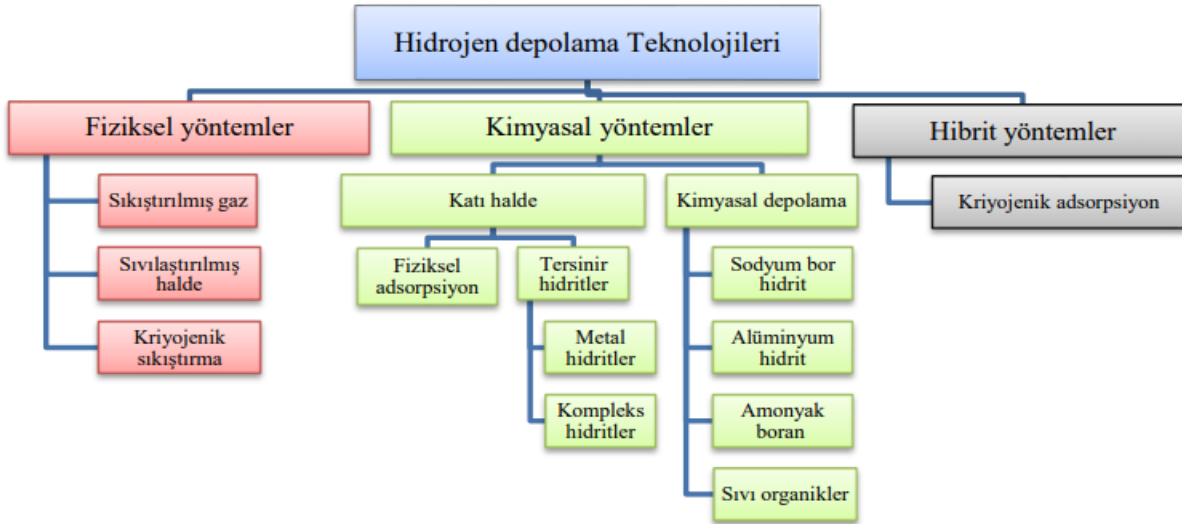 Hidrojen depolama Teknolojileri
Fiziksel yöntemler
Sıkıştırılmış gaz
Sıvılaştırılmış
halde
Kriyojenik
sıkıştırma
Kimyasal yöntemler
Katı halde
Fiziksel
adsorpsiyon
Tersinir
hidritler
Metal
hidritler
Kompleks
hidritler
Kimyasal depolama
Sodyum bor
hidrit
Alüminyum
hidrit
Amonyak
boran
Sıvı organikler
Hibrit yöntemler
Kriyojenik adsorpsiyon